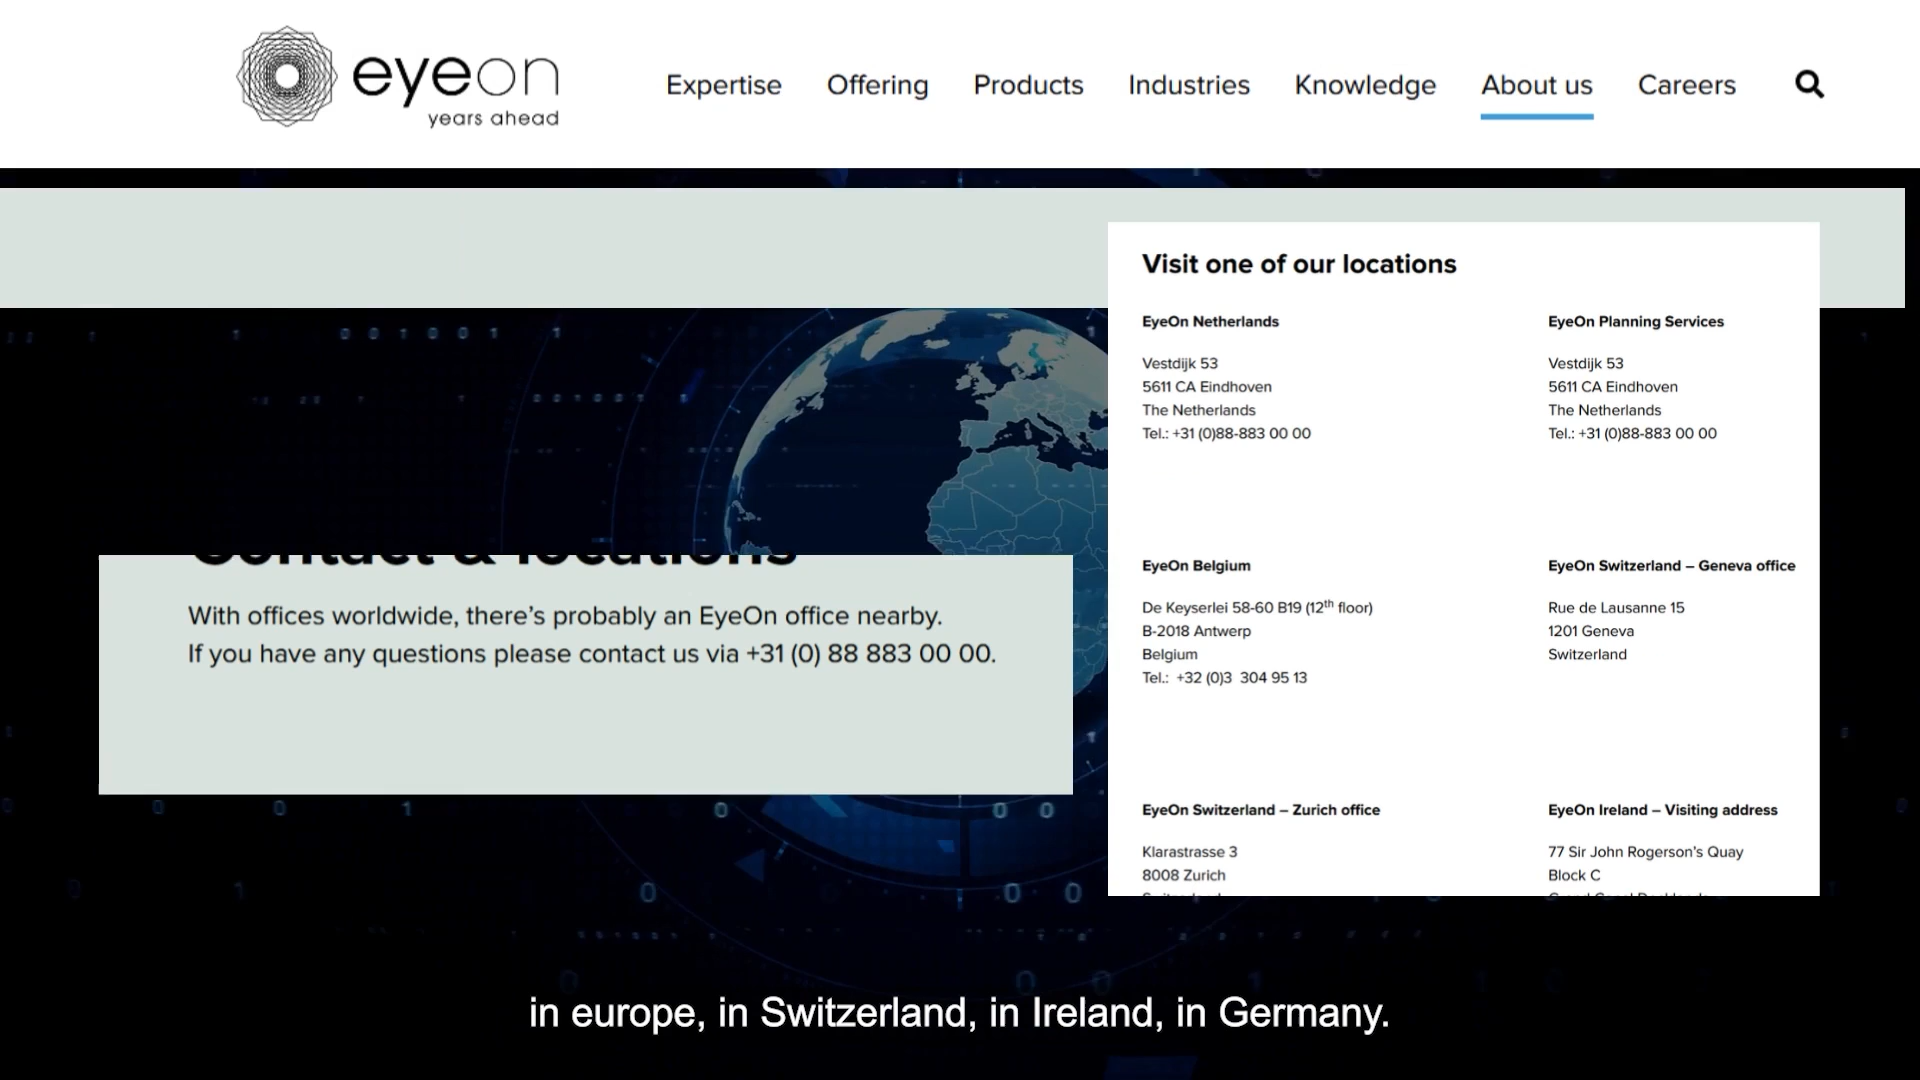 eyeon
years ahead
Expertise Offering Products Industries Knowledge About us Careers
Visit one of our locations
EyeOn Netherlands
Vestdijk 53
5611 CA Eindhoven
The Netherlands
Tel.: +31 (0)88-883 00 00
EyeOn Planning Services
Vestdijk 53
5611 CA Eindhoven
The Netherlands
Tel.: +31 (0)88-883 00 00
Contact & locations
With offices worldwide, there’s probably an EyeOn office nearby.
If you have any questions please contact us via +31 (0) 88 883 00 00.
EyeOn Belgium
De Keyserlei 58-60 B19 (12th floor)
B-2018 Antwerp
Belgium
Tel.: +32 (0)3 304 95 13
EyeOn Switzerland – Geneva office
Rue de Lausanne 15
1201 Geneva
Switzerland
EyeOn Switzerland – Zurich office
Klarastrasse 3
8008 Zurich
EyeOn Ireland – Visiting address
77 Sir John Rogerson’s Quay
Block C
in europe, in Switzerland, in Ireland, in Germany.